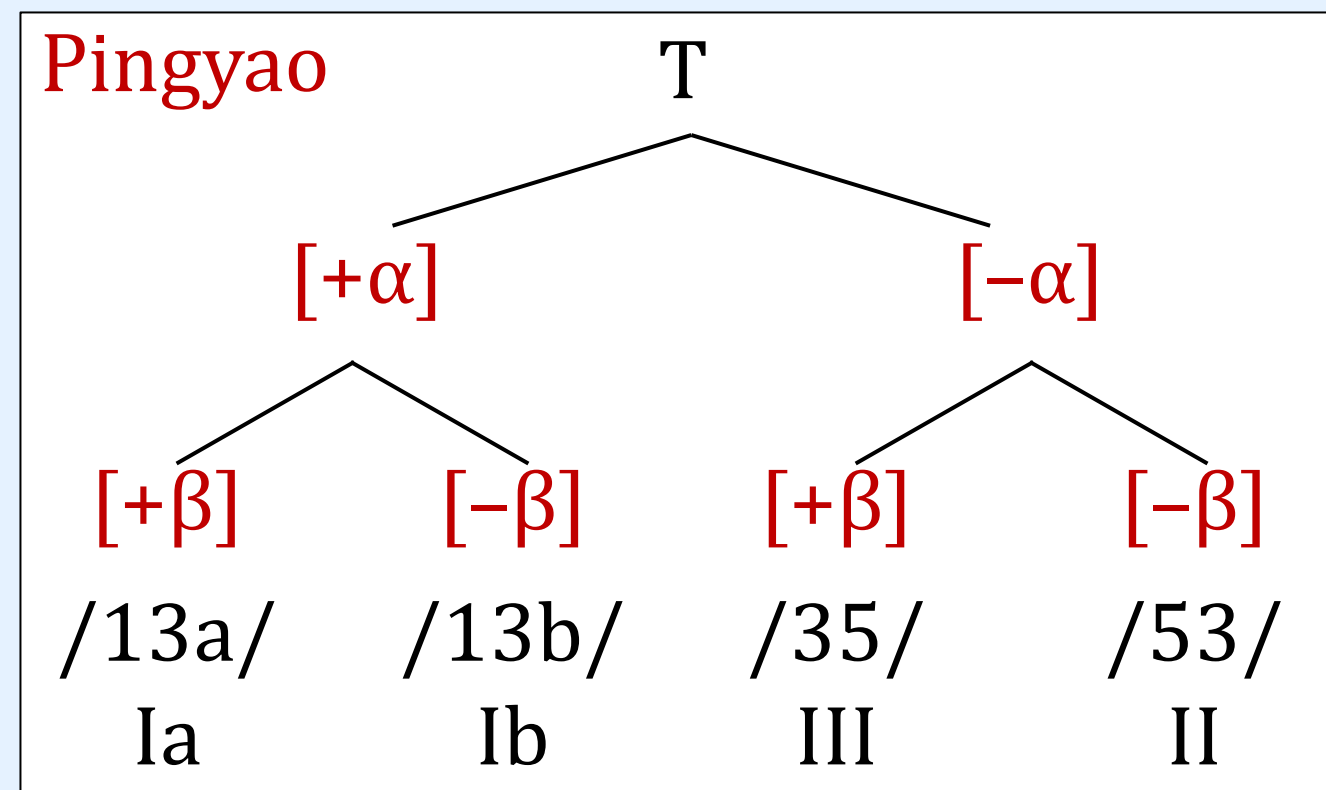 Pingyao
T
[+α] [–α]
[+β] [–β] [+β] [–β]
/13a/ /13b/ /35/ /53/
Ia Ib III II